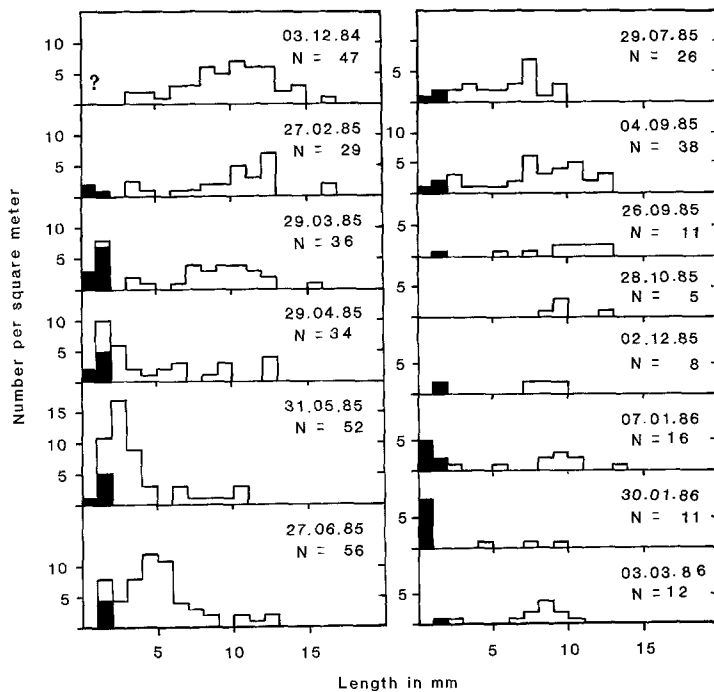 Number per square meter
10
5
?
03.12.84
N = 47
10
5
27.02.85
N = 29
10
5
29.03.85
N = 36
10
5
29.04.85
N = 34
15
10
5
31.05.85
N = 52
10
5
27.06.85
N = 56
5
10
15
5
29.07.85
N = 26
10
5
04.09.85
N = 38
5
26.09.85
N = 11
5
28.10.85
N = 5
5
02.12.85
N = 8
5
07.01.86
N = 16
5
30.01.86
N = 11
5
03.03.86
N = 12
5
10
15
Length in mm